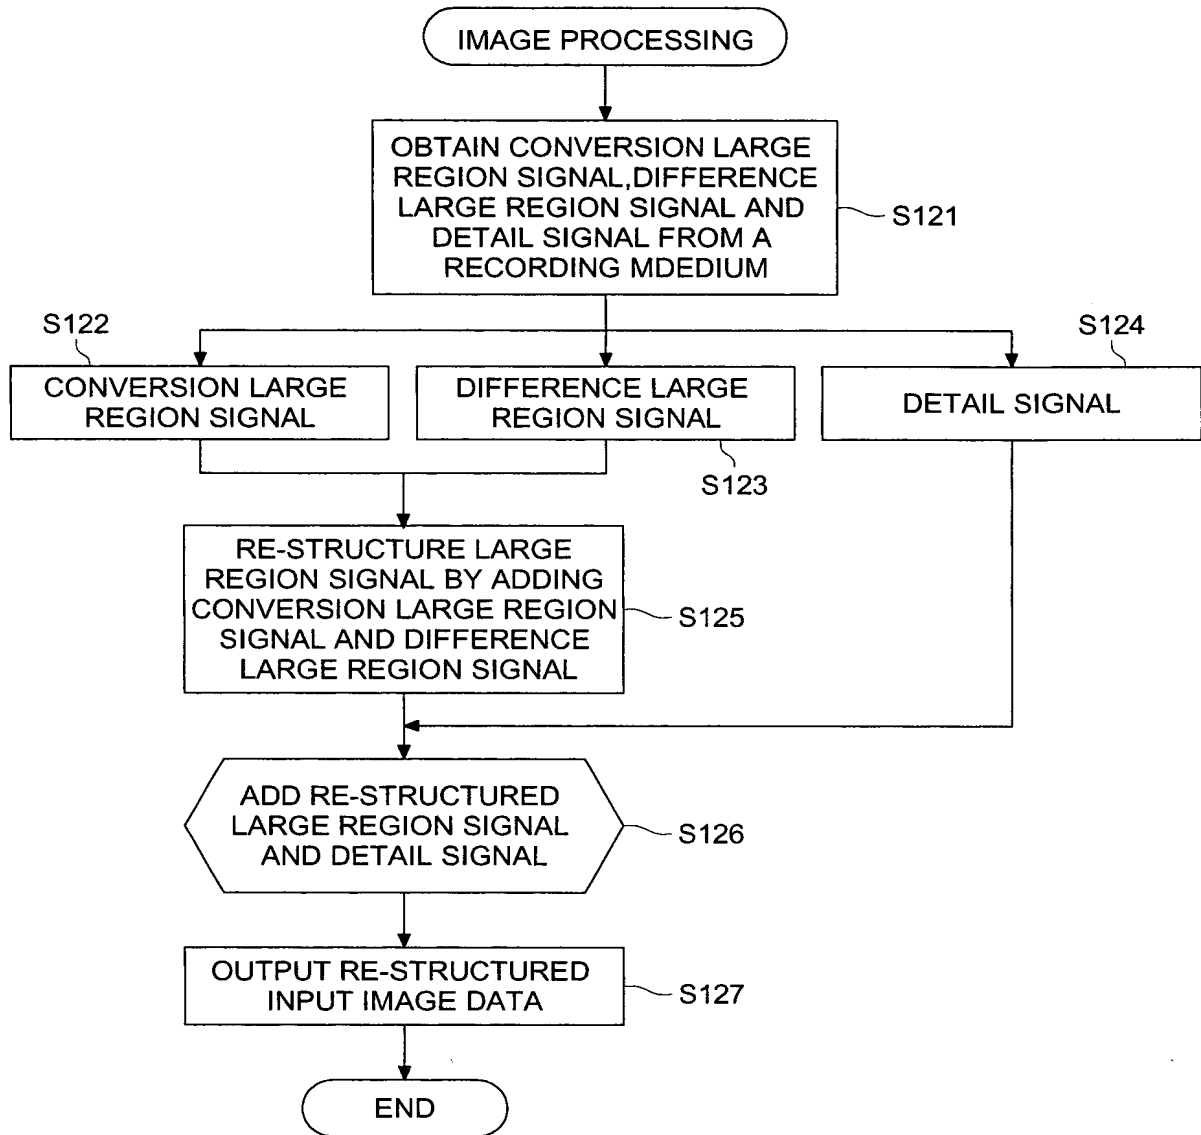 IMAGE PROCESSING
OBTAIN CONVERSION LARGE
REGION SIGNAL,DIFFERENCE
LARGE REGION SIGNAL AND
DETAIL SIGNAL FROM A
RECORDING MDEDIUM
S121
S122
S124
CONVERSION LARGE
REGION SIGNAL
DIFFERENCE LARGE
REGION SIGNAL
DETAIL SIGNAL
S123
RE-STRUCTURE LARGE
REGION SIGNAL BY ADDING
CONVERSION LARGE REGION
SIGNAL AND DIFFERENCE
LARGE REGION SIGNAL
S125
ADD RE-STRUCTURED
LARGE REGION SIGNAL
AND DETAIL SIGNAL
S126
OUTPUT RE-STRUCTURED
INPUT IMAGE DATA
S127
END